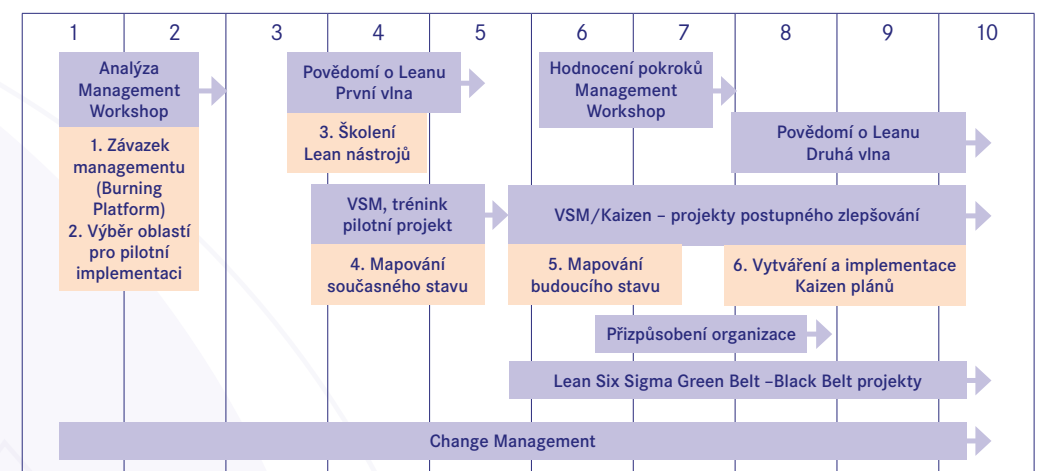 1 2 3 4 5 6 7 8 9 10
Analýza
Management
Workshop
1. Závazek
managementu
(Burning
Platform)
2. Výběr oblastí
pro pilotní
implementaci
Povědomí o Leanu
První vlna
3. Školení
Lean nástrojů
VSM, trénink
pilotní projekt
4. Mapování
současného stavu
Hodnocení pokroků
Management
Workshop
Povědomí o Leanu
Druhá vlna
VSM/Kaizen – projekty postupného zlepšování
5. Mapování
budoucího stavu
6. Vytváření a implementace
Kaizen plánů
Přizpůsobení organizace
Lean Six Sigma Green Belt –Black Belt projekty
Change Management